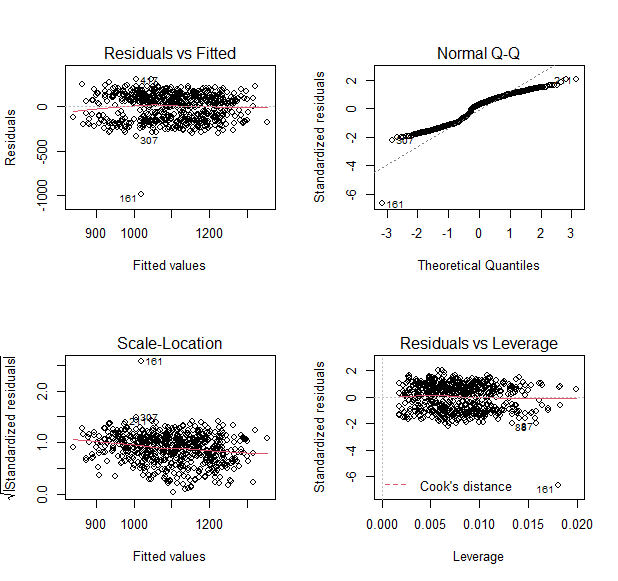 Residuals vs Fitted
Residuals
0
-500
-1000
417
307
161
900 1000 1200
Fitted values
Normal Q-Q
Standardized residuals
2
0
-2
-4
-6
307
161
-3 -2 -1 0 1 2 3
Theoretical Quantiles
Scale-Location
√|Standardized residuals|
2.0
1.0
0.0
161
307
900 1000 1200
Fitted values
Residuals vs Leverage
Standardized residuals
2
0
-2
-4
-6
161
Cook's distance
0.000 0.005 0.010 0.015 0.020
Leverage